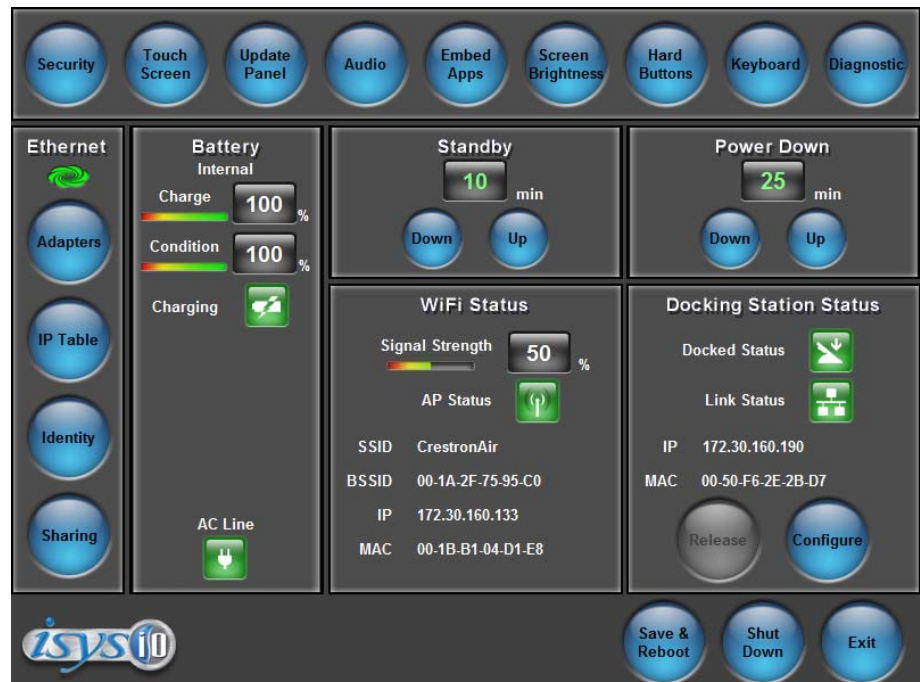 Security
Touch
Screen
Update
Panel
Audio
Embed
Apps
Screen
Brightness
Hard
Buttons
Keyboard
Diagnostic
Ethernet
Adapters
IP Table
Identity
Sharing
Battery
Internal
Charge 100 %
Condition 100 %
Charging
AC Line
Standby
10 min
Down Up
Power Down
25 min
Down Up
WiFi Status
Signal Strength 50 %
AP Status
SSID CrestronAir
BSSID 00-1A-2F-75-95-C0
IP 172.30.160.133
MAC 00-1B-B1-04-D1-E8
Docking Station Status
Docked Status
Link Status
IP 172.30.160.190
MAC 00-50-F6-2E-2B-D7
Release Configure
isys i/O
Save &
Reboot
Shut
Down
Exit